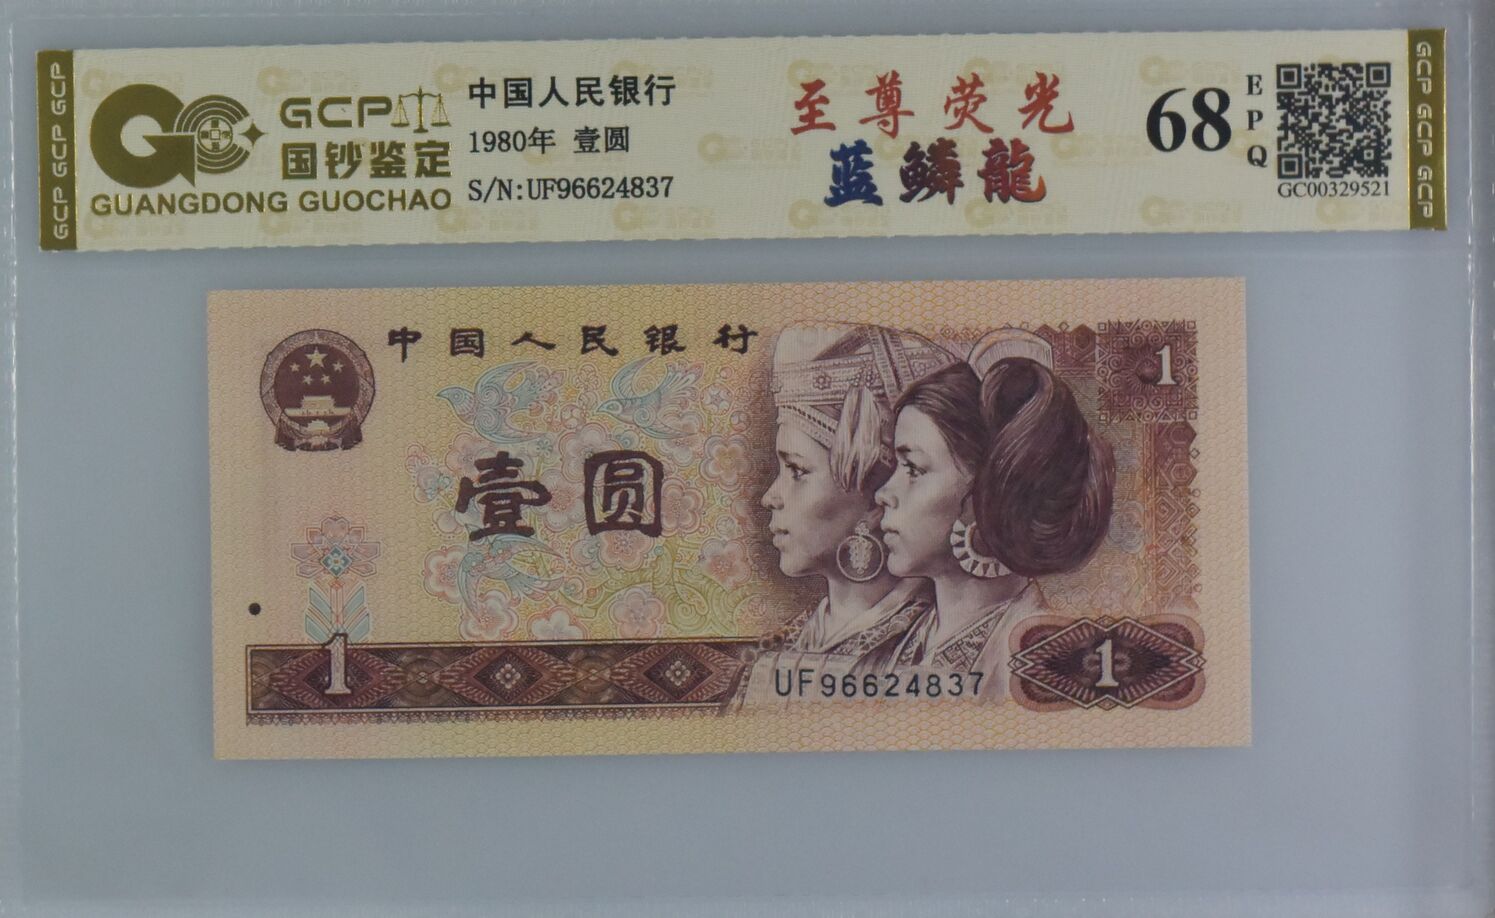 GCP GCP GCP
GCP
国钞鉴定
GUANGDONG GUOCHAO
中国人民银行
1980年 壹圆
S/N:UF96624837
至尊荧光
蓝鳞龍
68
EPQ
GC00329521
GCP GCP GCP
中国人民银行
1
壹圆
1
UF96624837
1